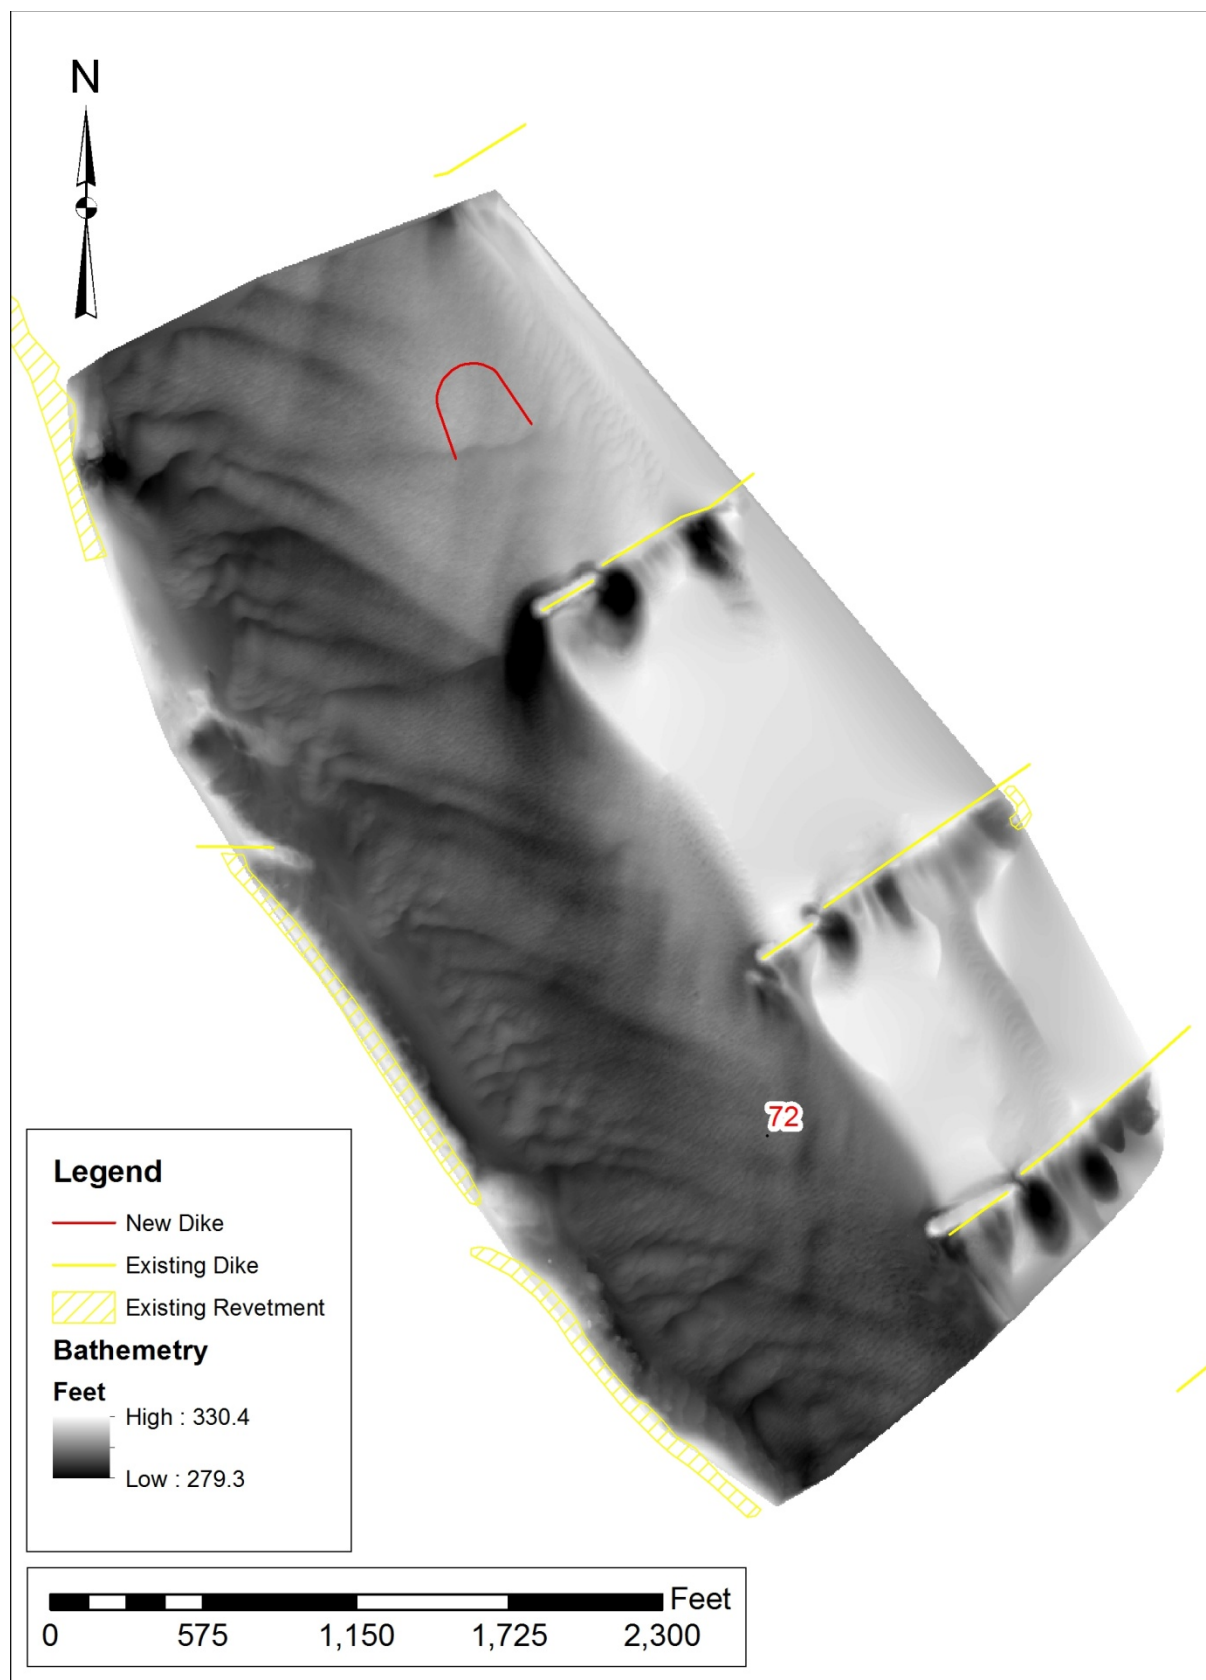 N
72
Legend
New Dike
Existing Dike
Existing Revetment
Bathemetry
Feet
High : 330.4
Low : 279.3
Feet
0 575 1,150 1,725 2,300